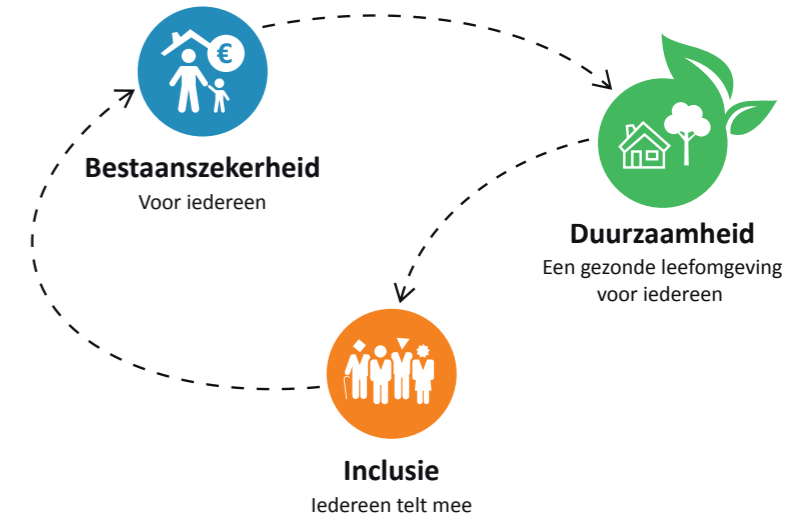 €
Bestaanszekerheid
Voor iedereen
Duurzaamheid
Een gezonde leefomgeving
voor iedereen
Inclusie
Iedereen telt mee